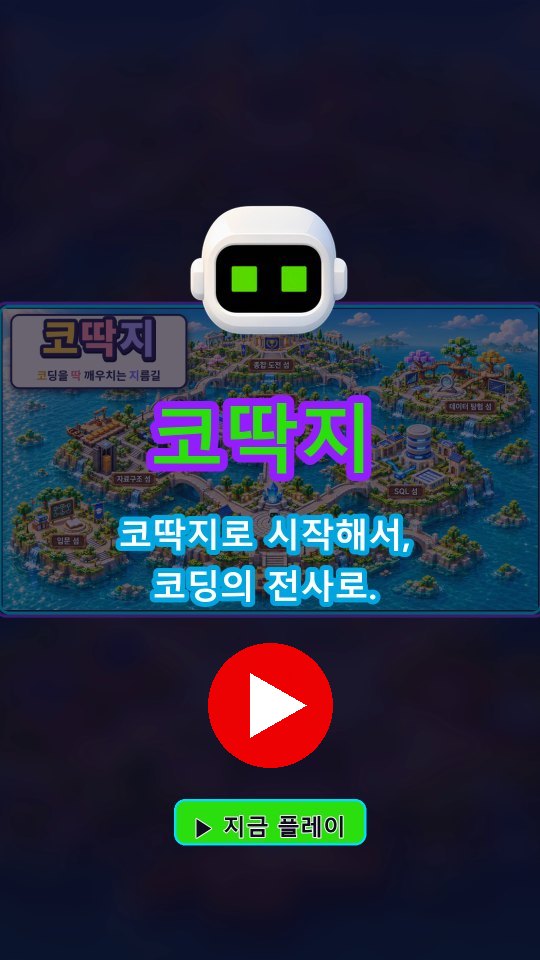 코딱지
코딩을 딱 깨우치는 지름길
종합 도전 섬
데이터 탐험 섬
코딱지
자료구조 섬
SQL 섬
코딱지로 시작해서,
입문 섬
코딩의 전사로.
▶ 지금 플레이